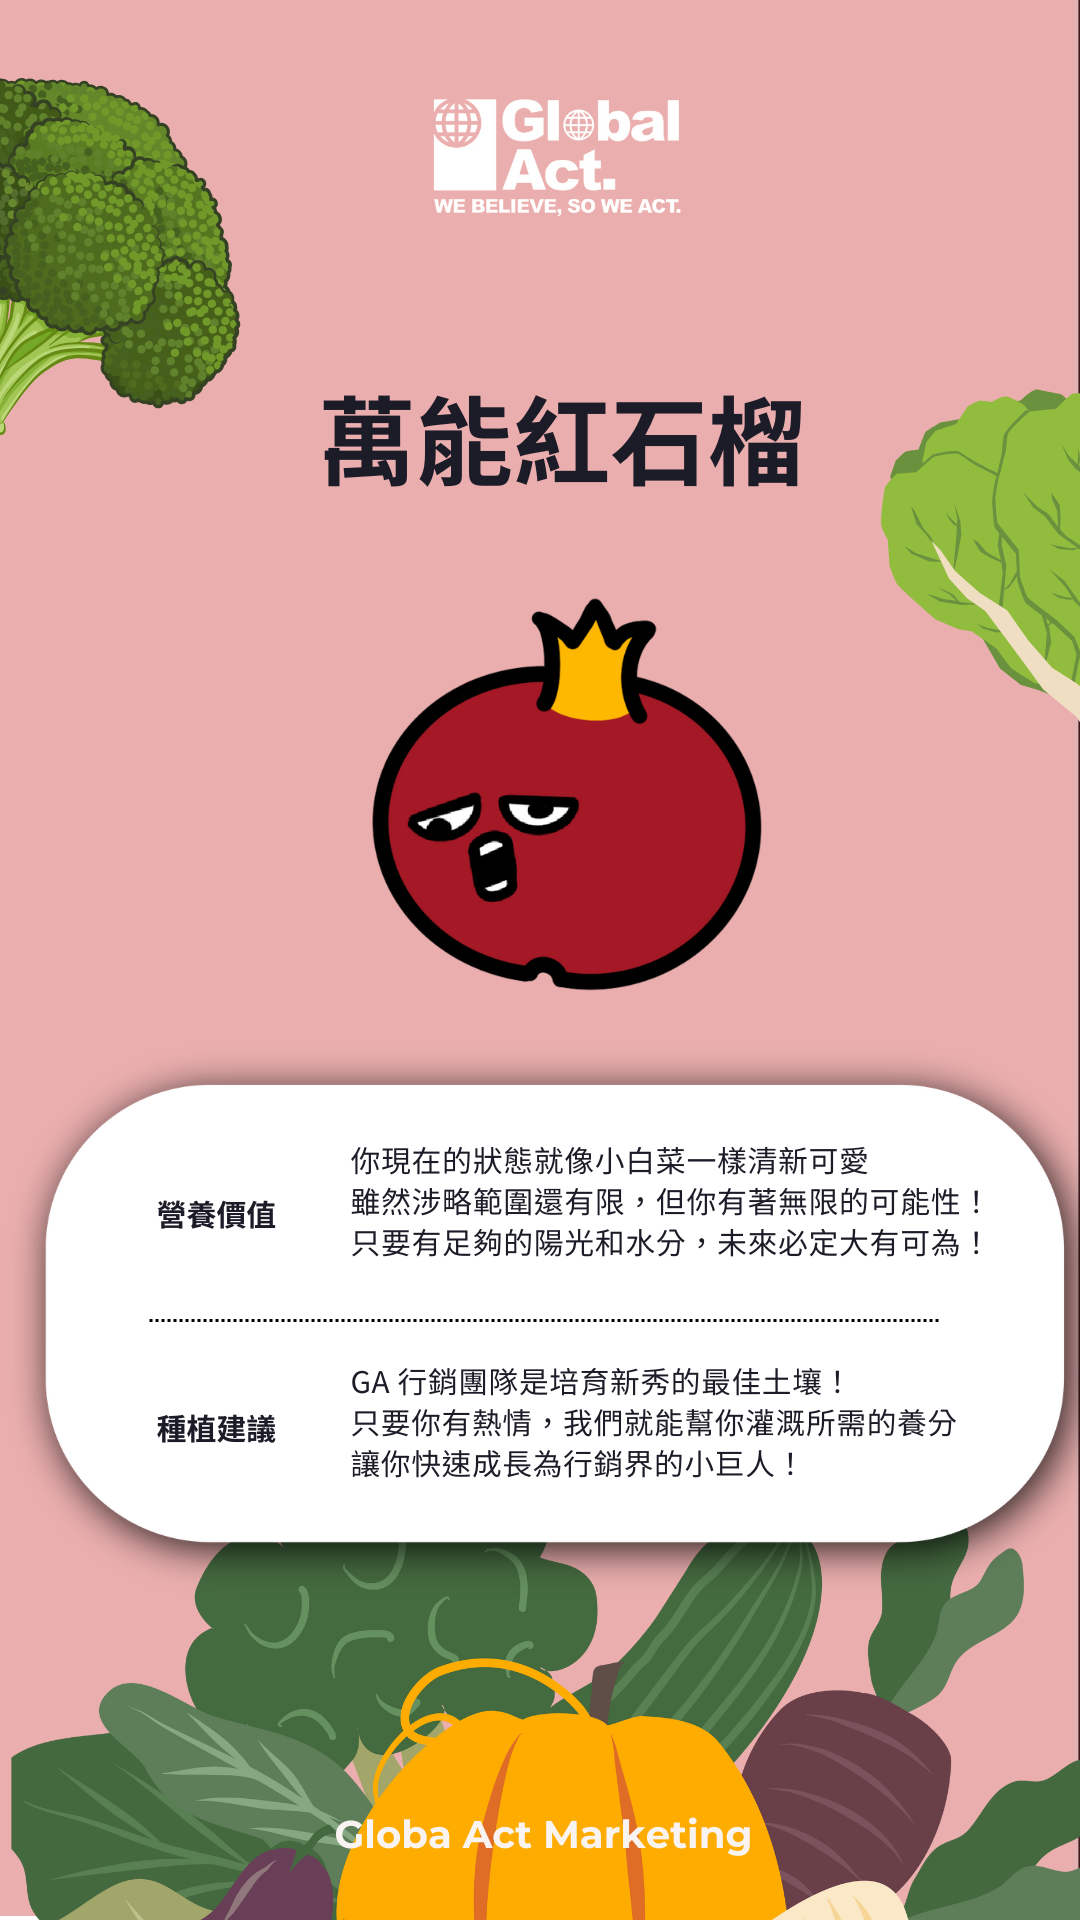 Global
Act.
WE BELIEVE, SO WE ACT.
萬能紅石榴
營養價值
你現在的狀態就像小白菜一樣清新可愛
雖然涉略範圍還有限，但你有著無限的可能性！
只要有足夠的陽光和水分，未來必定大有可為！
種植建議
GA 行銷團隊是培育新秀的最佳土壤！
只要你有熱情，我們就能幫你灌溉所需的養分
讓你快速成長為行銷界的小巨人！
Globa Act Marketing